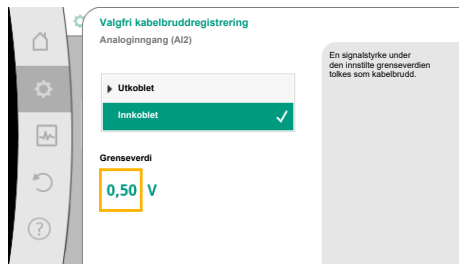 Valgfri kabelbruddregistrering
Analoginngang (AI2)
En signalstyrke under
den innstilte grenseverdien
tolkes som kabelbrudd.
Utkoblet
Innkoblet
Grenseverdi
0,50 V